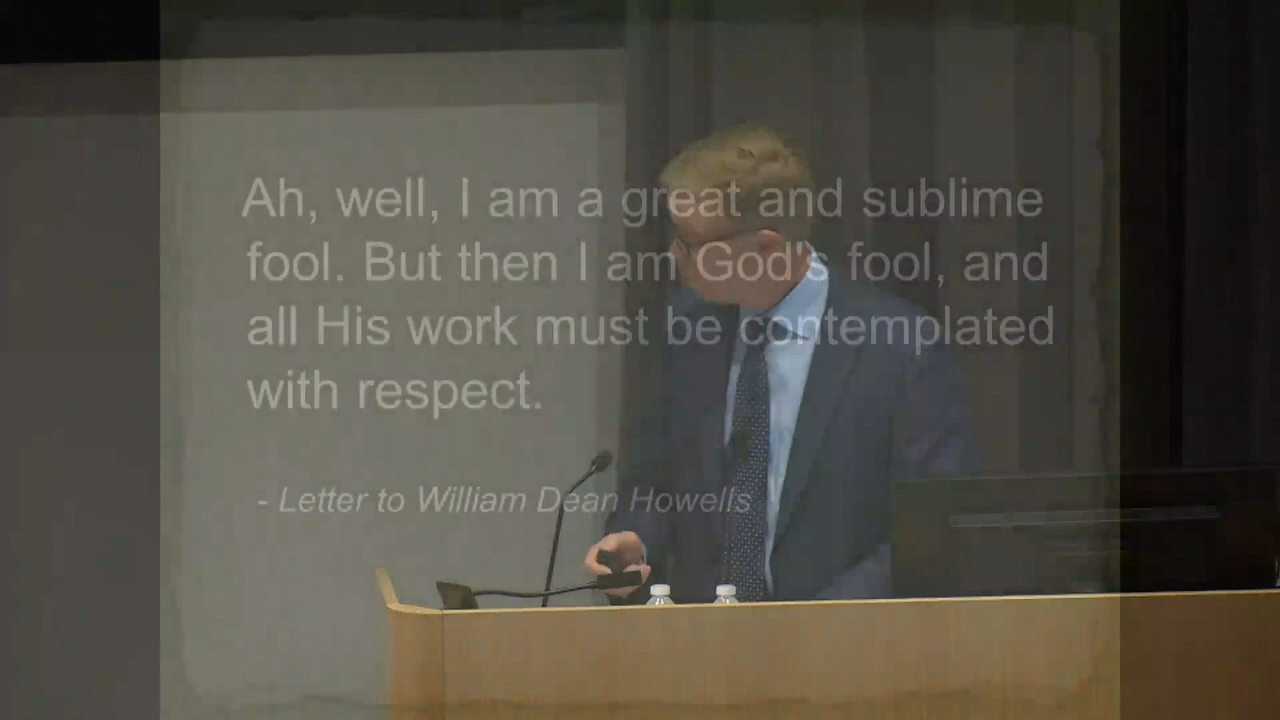 Ah, well, I am a great and sublime
fool. But then I am God's fool, and
all His work must be contemplated
with respect.
- Letter to William Dean Howells